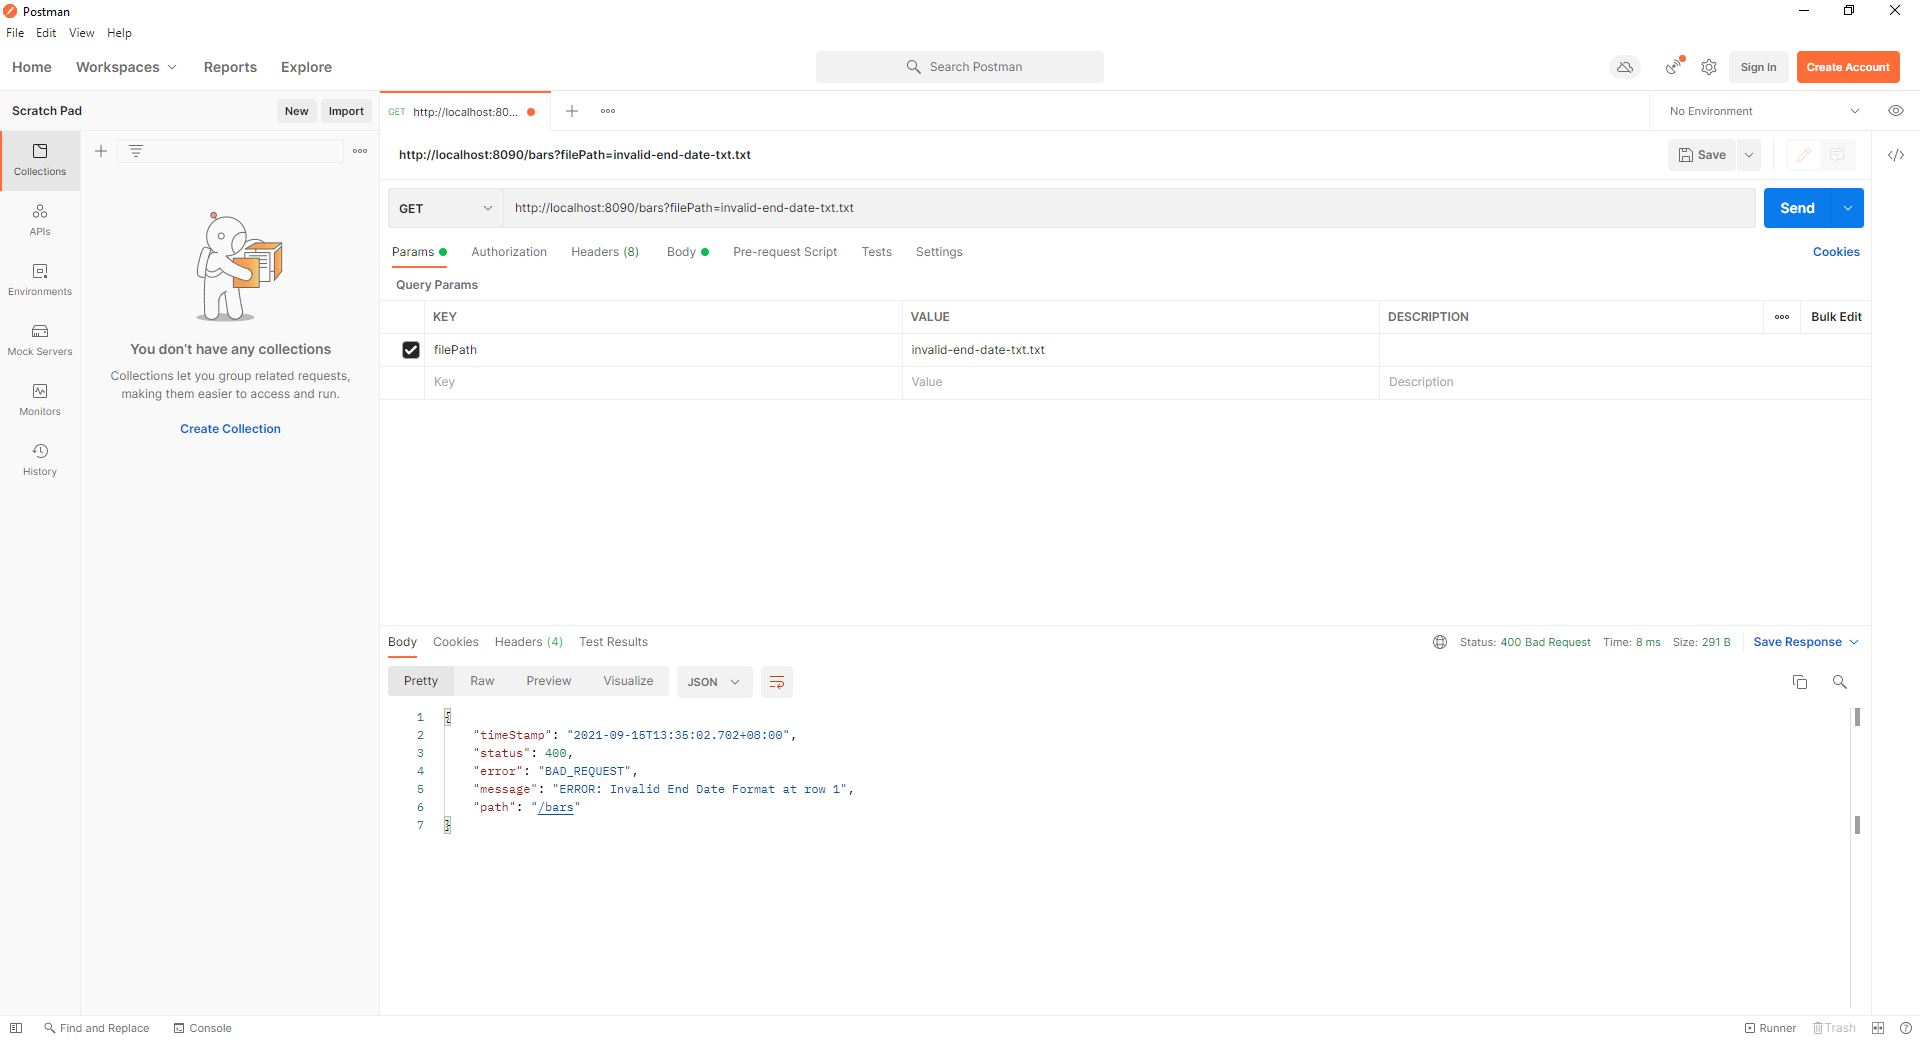 Postman
File Edit View Help
Home Workspaces Reports Explore
Search Postman
Sign In Create Account
Scratch Pad New Import
GET http://localhost:80...
No Environment
Collections
APIs
Environments
Mock Servers
Monitors
History
You don't have any collections
Collections let you group related requests,
making them easier to access and run.
Create Collection
http://localhost:8090/bars?filePath=invalid-end-date-txt.txt
Save
GET http://localhost:8090/bars?filePath=invalid-end-date-txt.txt Send
Params Authorization Headers (8) Body Pre-request Script Tests Settings Cookies
Query Params
KEY VALUE DESCRIPTION Bulk Edit
filePath invalid-end-date-txt.txt
Key Value Description
Body Cookies Headers (4) Test Results Status: 400 Bad Request Time: 8 ms Size: 291 B Save Response
Pretty Raw Preview Visualize JSON
1 {
2 "timeStamp": "2021-09-15T13:35:02.702+08:00",
3 "status": 400,
4 "error": "BAD_REQUEST",
5 "message": "ERROR: Invalid End Date Format at row 1",
6 "path": "/bars"
7 }
Find and Replace Console Runner Trash